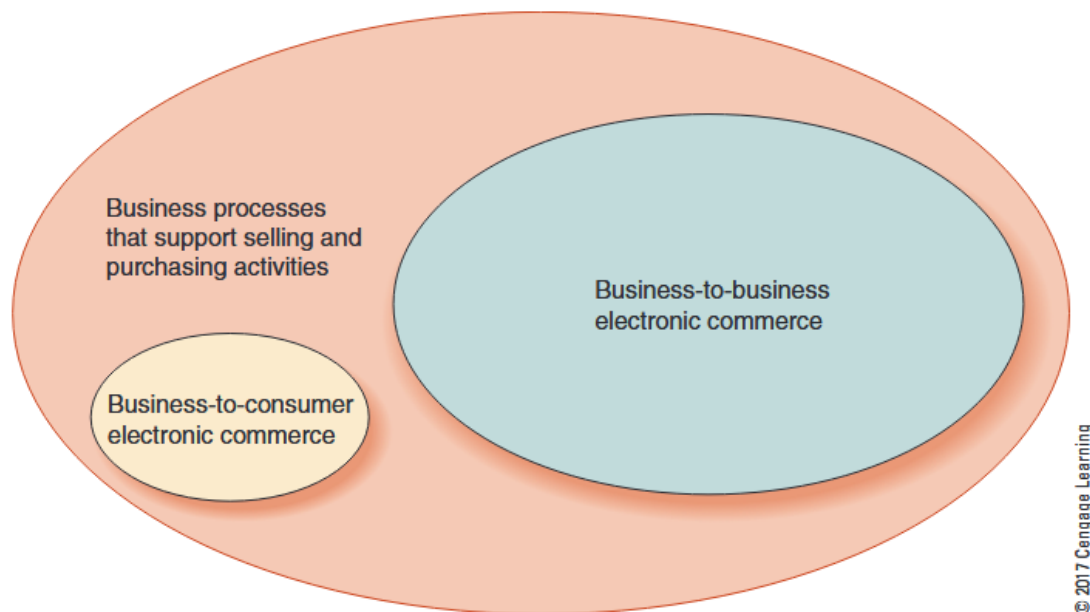 Business processes
that support selling and
purchasing activities
Business-to-business
electronic commerce
Business-to-consumer
electronic commerce
© 2017 Cengage Learning